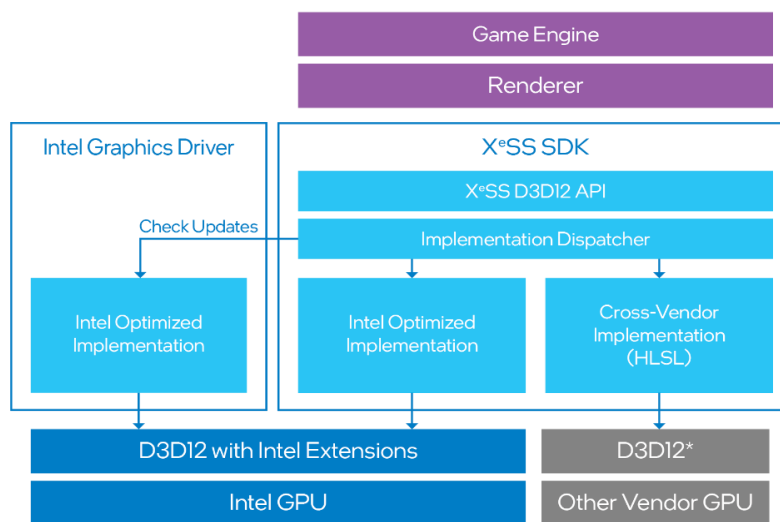 Game Engine
Renderer
Intel Graphics Driver
XᵉSS SDK
XᵉSS D3D12 API
Check Updates
Implementation Dispatcher
Intel Optimized
Implementation
Intel Optimized
Implementation
Cross-Vendor
Implementation
(HLSL)
D3D12 with Intel Extensions
D3D12*
Intel GPU
Other Vendor GPU